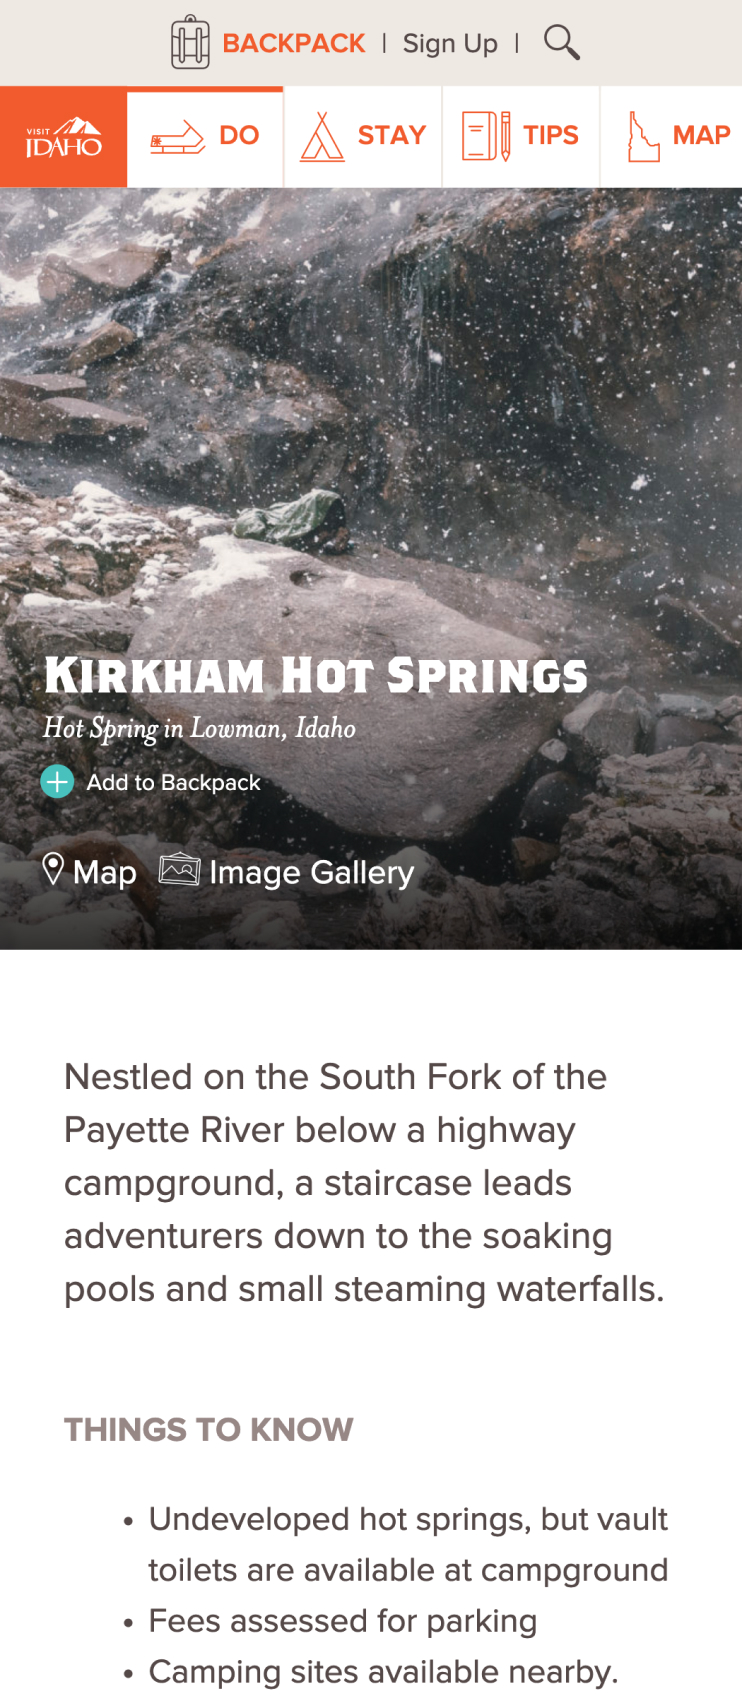 BACKPACK | Sign Up |
VISIT
IDAHO
DO
STAY
TIPS
MAP
KIRKHAM HOT SPRINGS
Hot Spring in Lowman, Idaho
Add to Backpack
Map Image Gallery
Nestled on the South Fork of the
Payette River below a highway
campground, a staircase leads
adventurers down to the soaking
pools and small steaming waterfalls.
THINGS TO KNOW
• Undeveloped hot springs, but vault
toilets are available at campground
• Fees assessed for parking
• Camping sites available nearby.